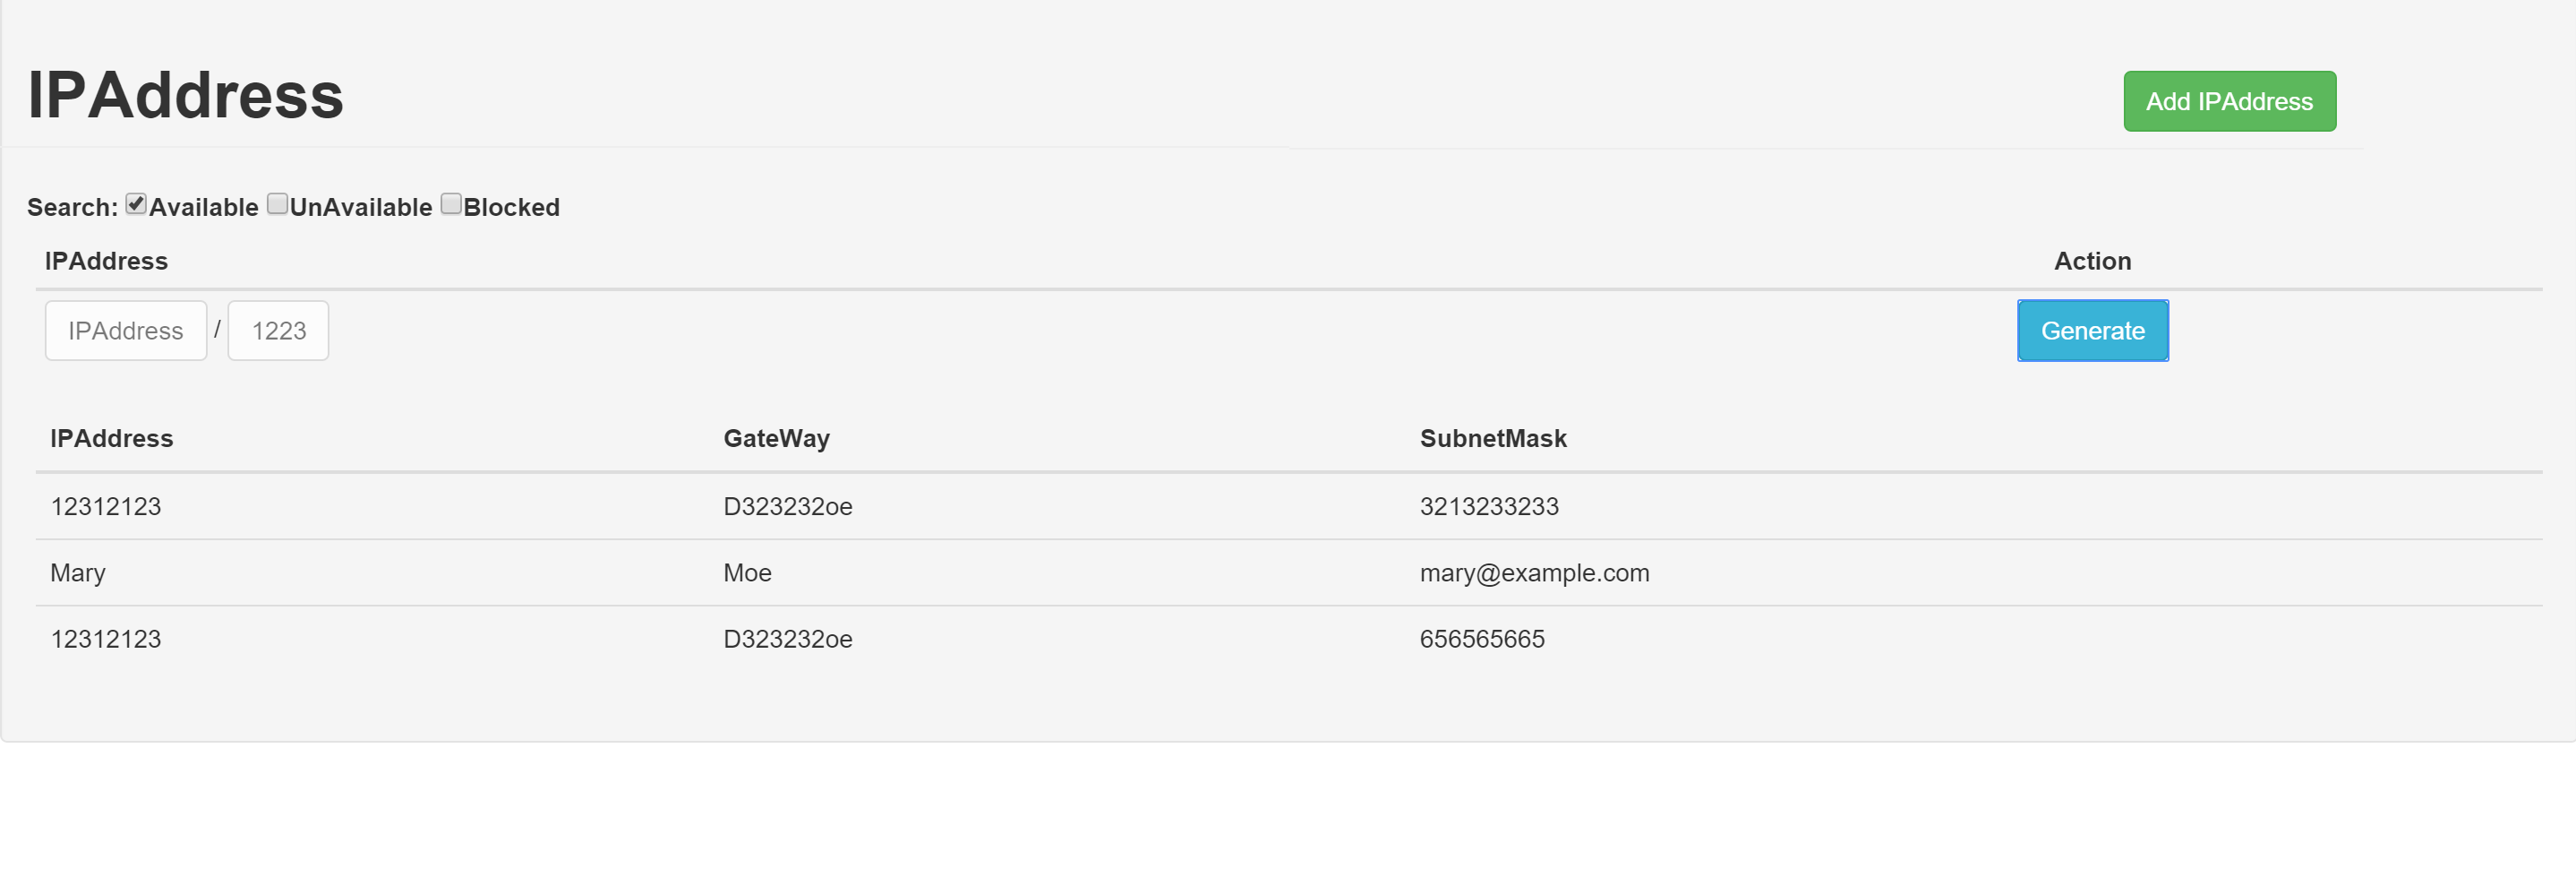 IPAddress
Add IPAddress
Search: Available UnAvailable Blocked
IPAddress Action
IPAddress / 1223 Generate
IPAddress GateWay SubnetMask
12312123 D323232oe 3213233233
Mary Moe mary@example.com
12312123 D323232oe 656565665